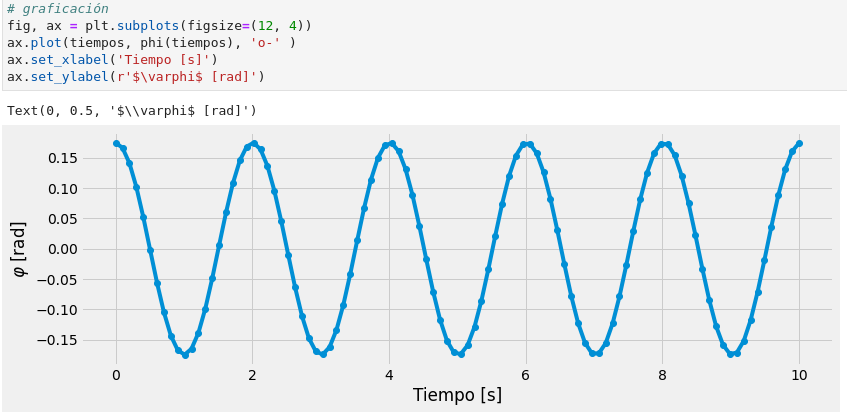 # graficación
fig, ax = plt.subplots(figsize=(12, 4))
ax.plot(tiempos, phi(tiempos), 'o-' )
ax.set_xlabel('Tiempo [s]')
ax.set_ylabel(r'$\varphi$ [rad]')
Text(0, 0.5, '$\\varphi$ [rad]')
0.15
0.10
0.05
0.00
−0.05
−0.10
−0.15
φ [rad]
0 2 4 6 8 10
Tiempo [s]